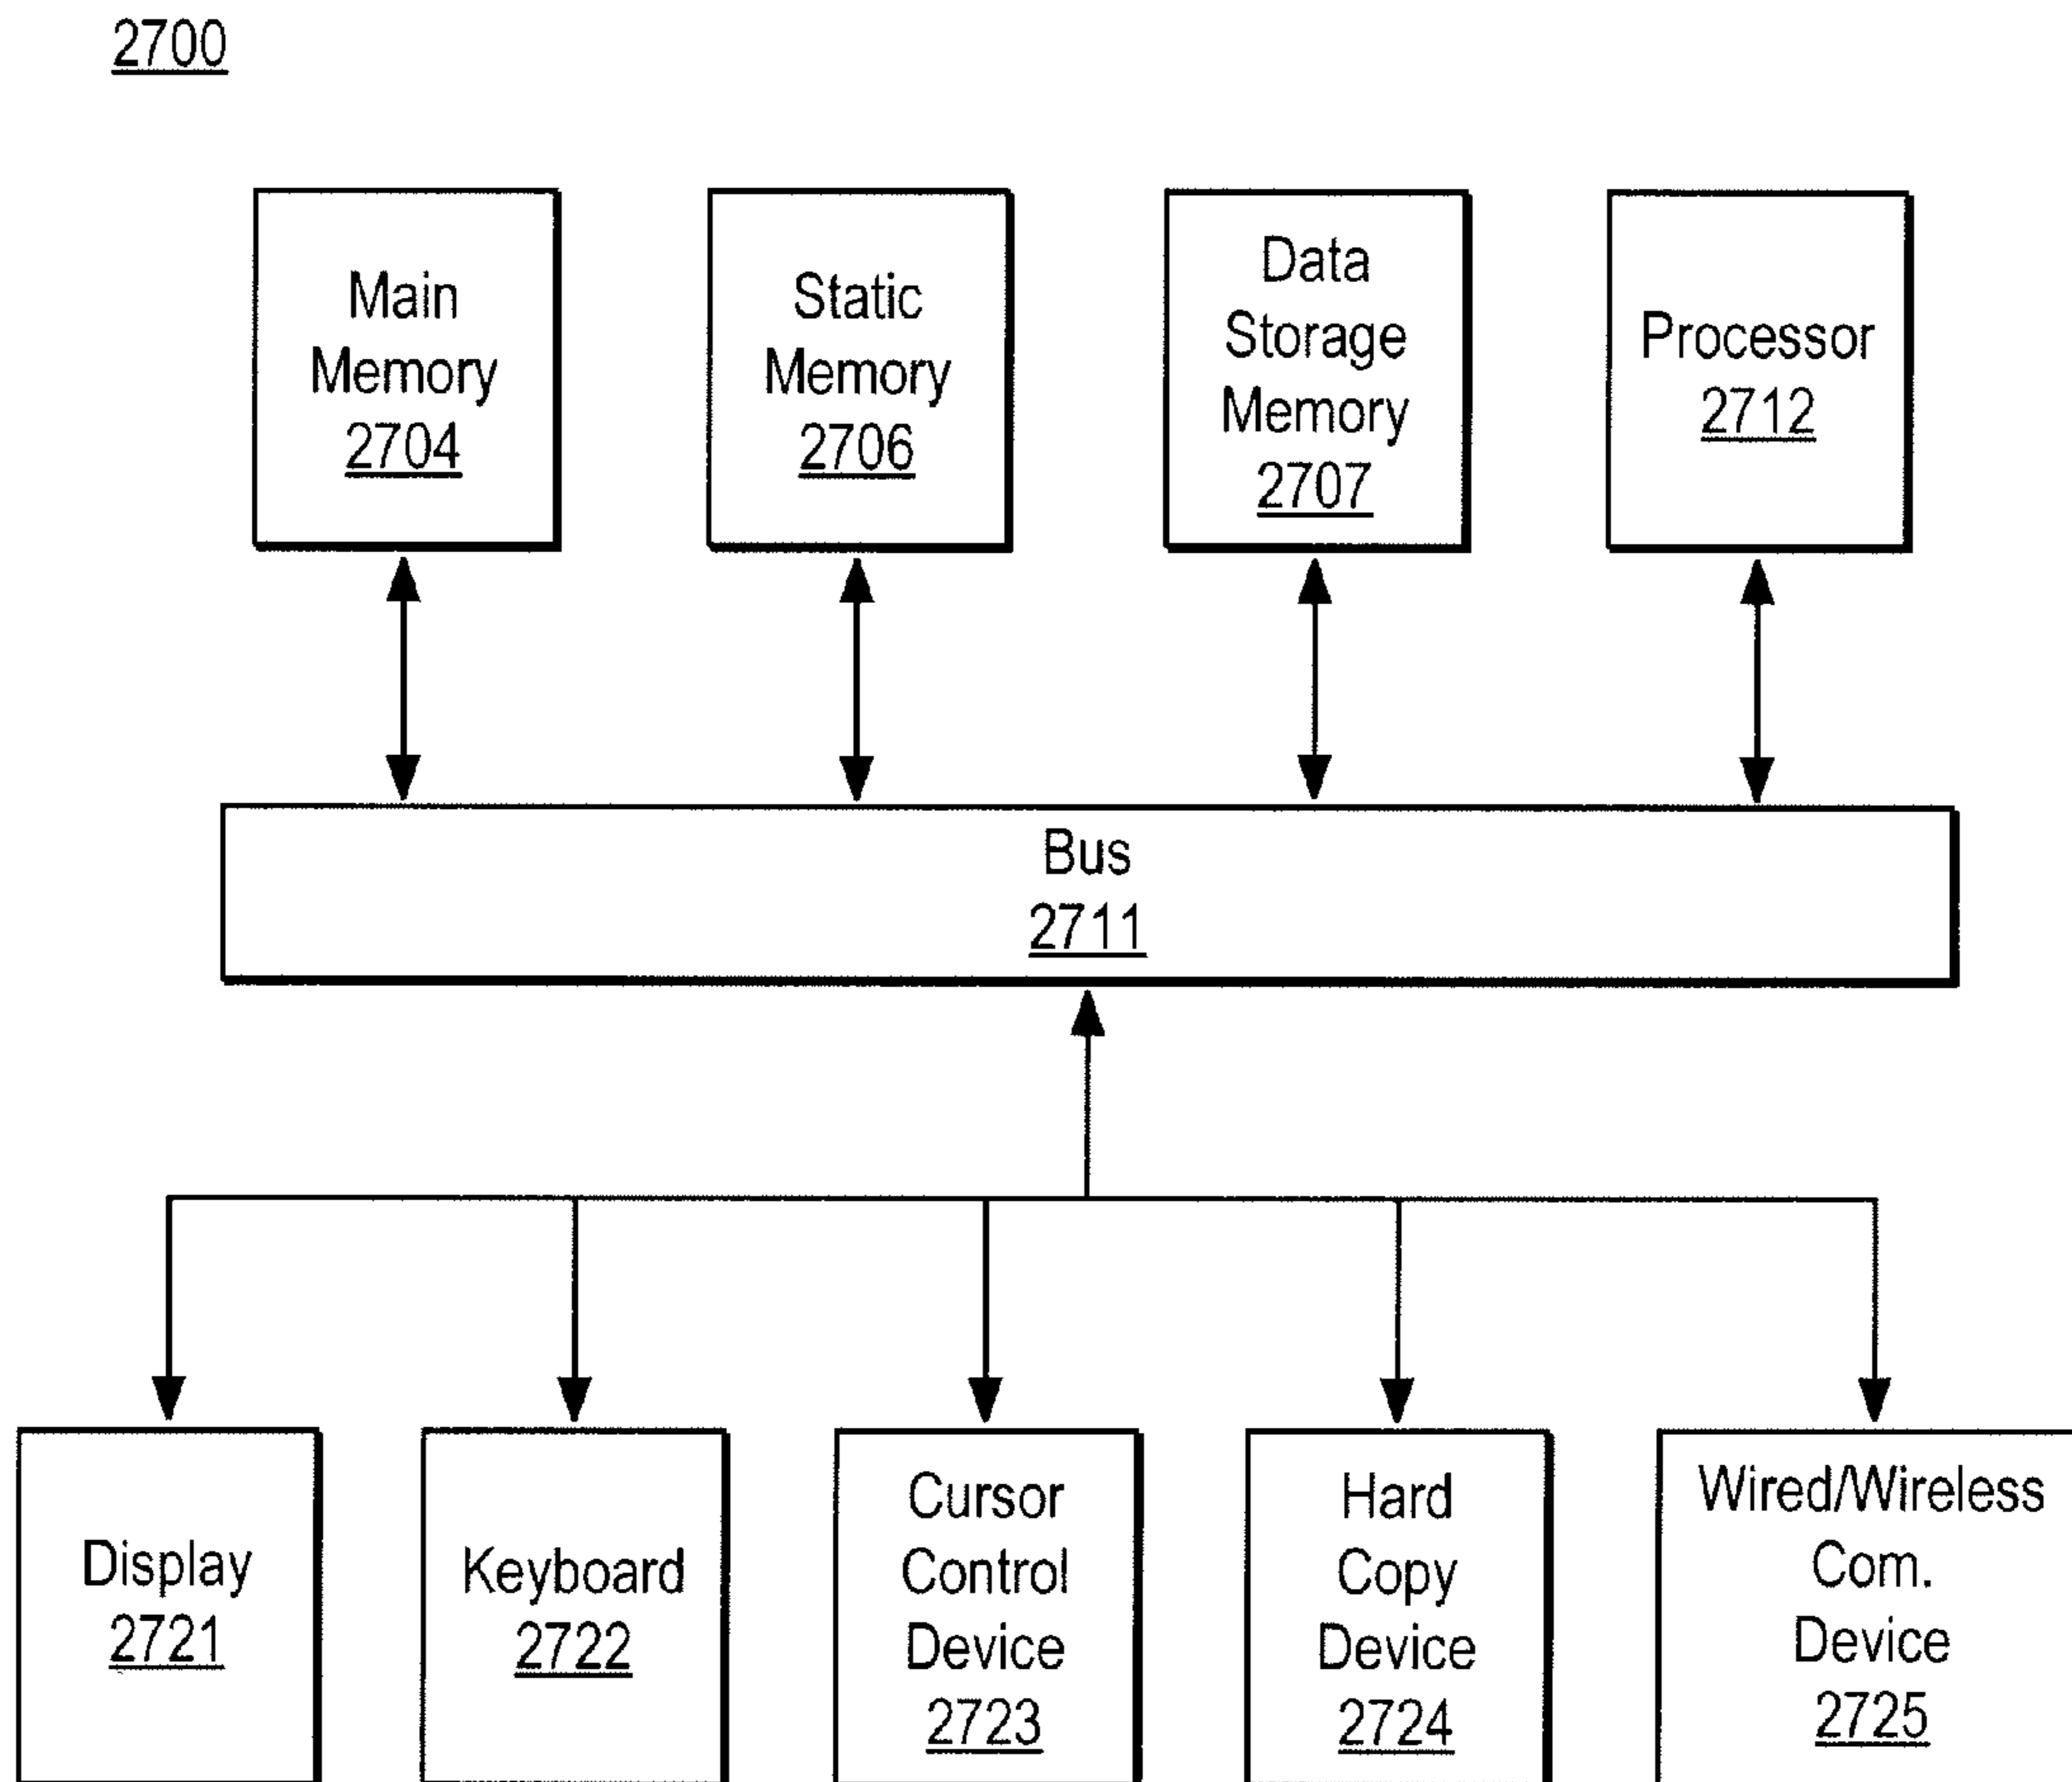 2700
Main
Memory
2704
Static
Memory
2706
Data
Storage
Memory
2707
Processor
2712
Bus
2711
Display
2721
Keyboard
2722
Cursor
Control
Device
2723
Hard
Copy
Device
2724
Wired/Wireless
Com.
Device
2725